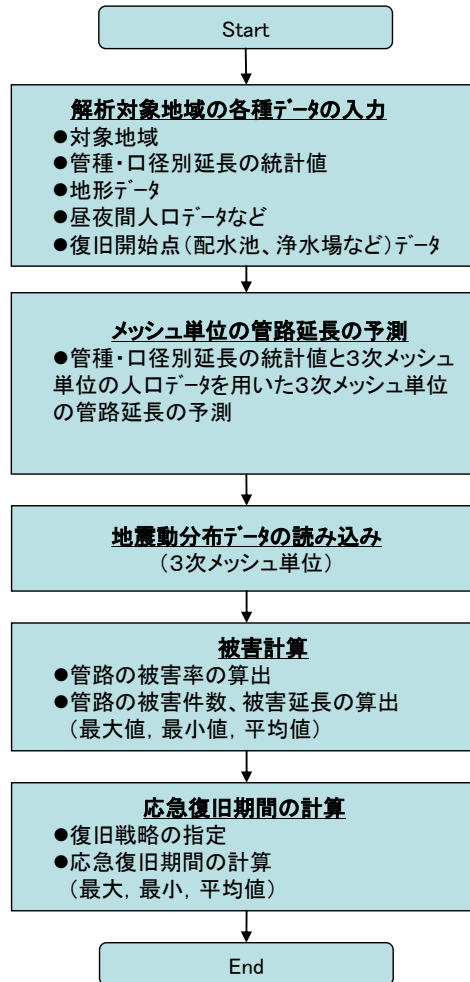 Start
解析対象地域の各種ﾃﾞｰﾀの入力
●対象地域
●管種・口径別延長の統計値
●地形ﾃﾞｰﾀ
●昼夜間人口ﾃﾞｰﾀなど
●復旧開始点（配水池、浄水場など）ﾃﾞｰﾀ
メッシュ単位の管路延長の予測
●管種・口径別延長の統計値と3次メッシュ
単位の人口ﾃﾞｰﾀを用いた3次メッシュ単位
の管路延長の予測
地震動分布ﾃﾞｰﾀの読み込み
（3次メッシュ単位）
被害計算
●管路の被害率の算出
●管路の被害件数、被害延長の算出
（最大値，最小値，平均値）
応急復旧期間の計算
●復旧戦略の指定
●応急復旧期間の計算
（最大，最小，平均値）
End